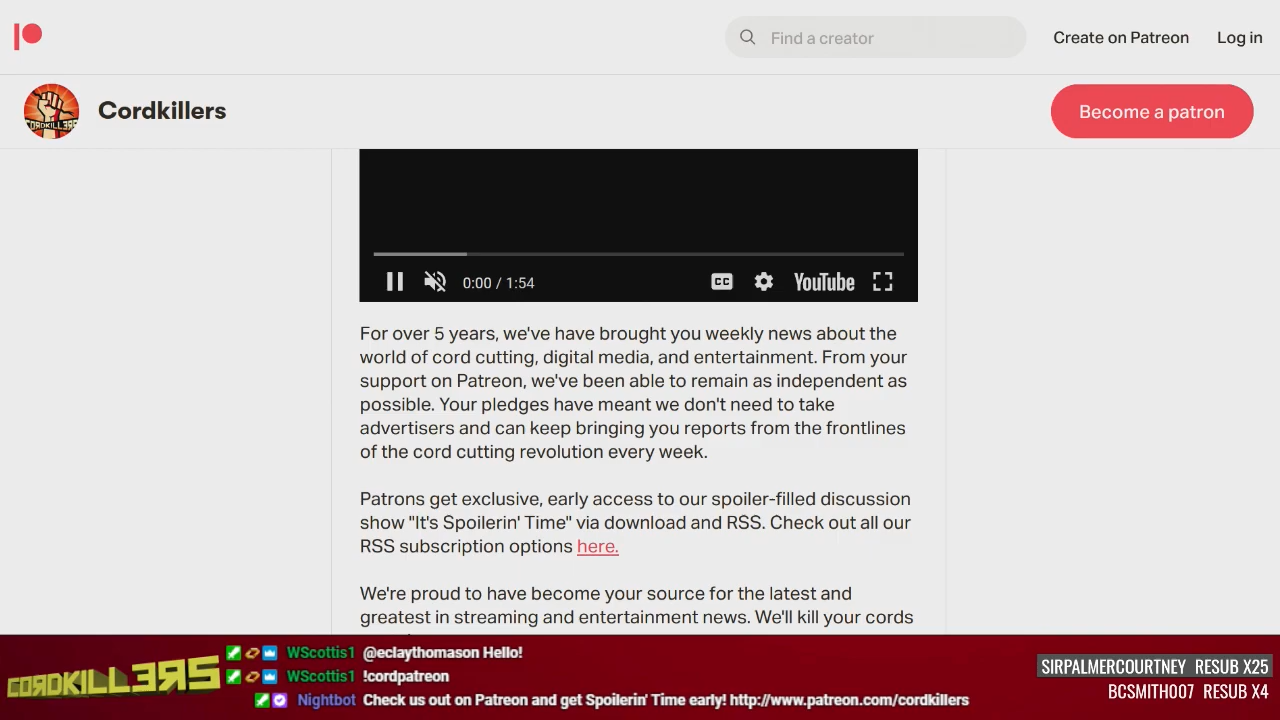 Find a creator
Create on Patreon
Log in
CORDKILLERS
Cordkillers
Become a patron
0:00 / 1:54
CC
YouTube
For over 5 years, we've have brought you weekly news about the
world of cord cutting, digital media, and entertainment. From your
support on Patreon, we've been able to remain as independent as
possible. Your pledges have meant we don't need to take
advertisers and can keep bringing you reports from the frontlines
of the cord cutting revolution every week.
Patrons get exclusive, early access to our spoiler-filled discussion
show "It's Spoilerin' Time" via download and RSS. Check out all our
RSS subscription options here.
We're proud to have become your source for the latest and
greatest in streaming and entertainment news. We'll kill your cords
CORDKILLERS
WScottis1 @eclaythomason Hello!
WScottis1 !cordpatreon
Nightbot Check us out on Patreon and get Spoilerin' Time early! http://www.patreon.com/cordkillers
SIRPALMERCOURTNEY RESUB X25
BCSMITH007 RESUB X4